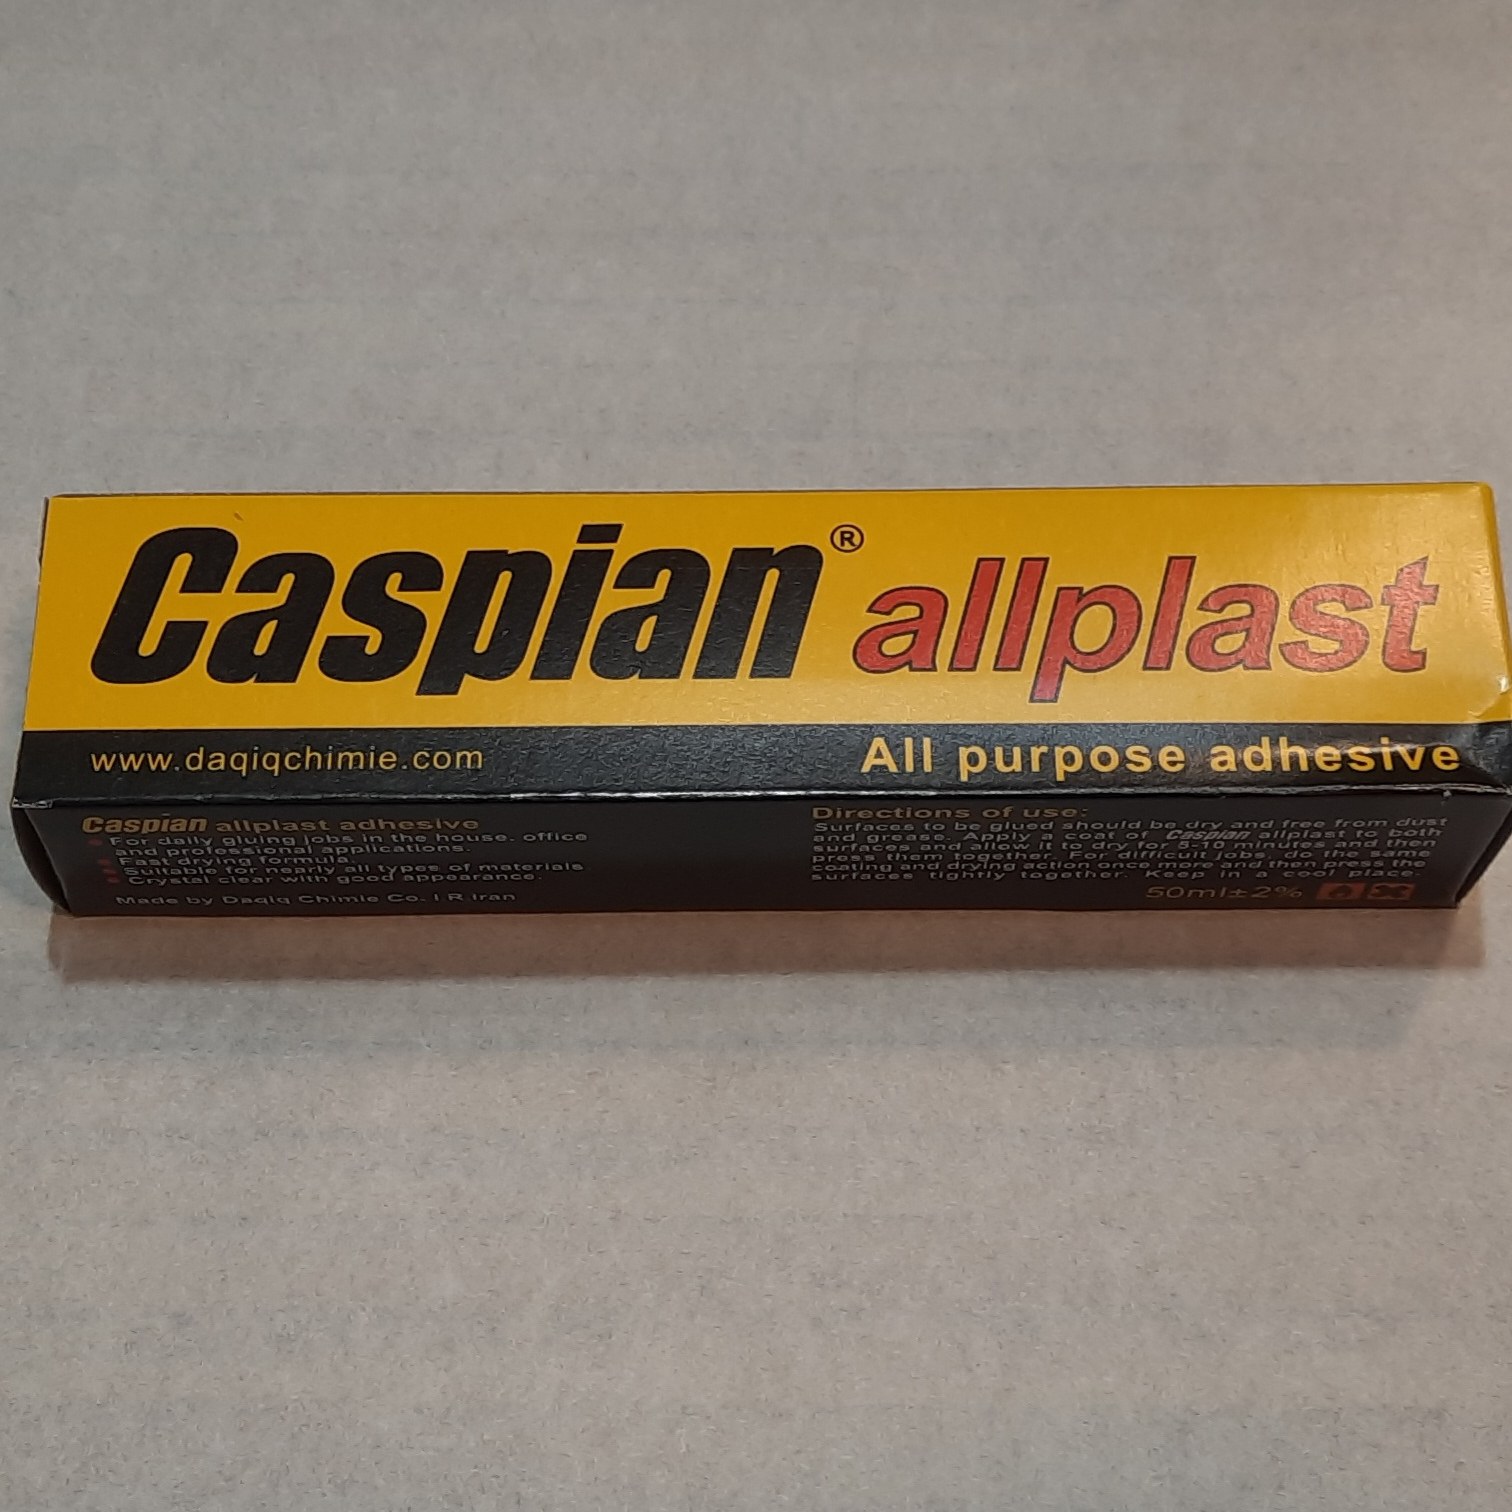 Caspian® allplast
www.daqiqchimie.com
All purpose adhesive
Caspian allplast adhesive
For daily gluing jobs in the house, office
and professional applications.
Fast drying formula.
Suitable for nearly all types of materials
Crystal clear with good appearance.
Made by Daqiq Chimie Co. I R Iran
Directions of use:
Surfaces to be glued should be dry and free from dust
and grease. Apply a coat of Caspian allplast to both
surfaces and allow it to dry for 5-10 minutes and then
press them together. For difficult jobs, do the same
coating and drying action once more and then press the
surfaces tightly together. Keep in a cool place.
50ml±2%